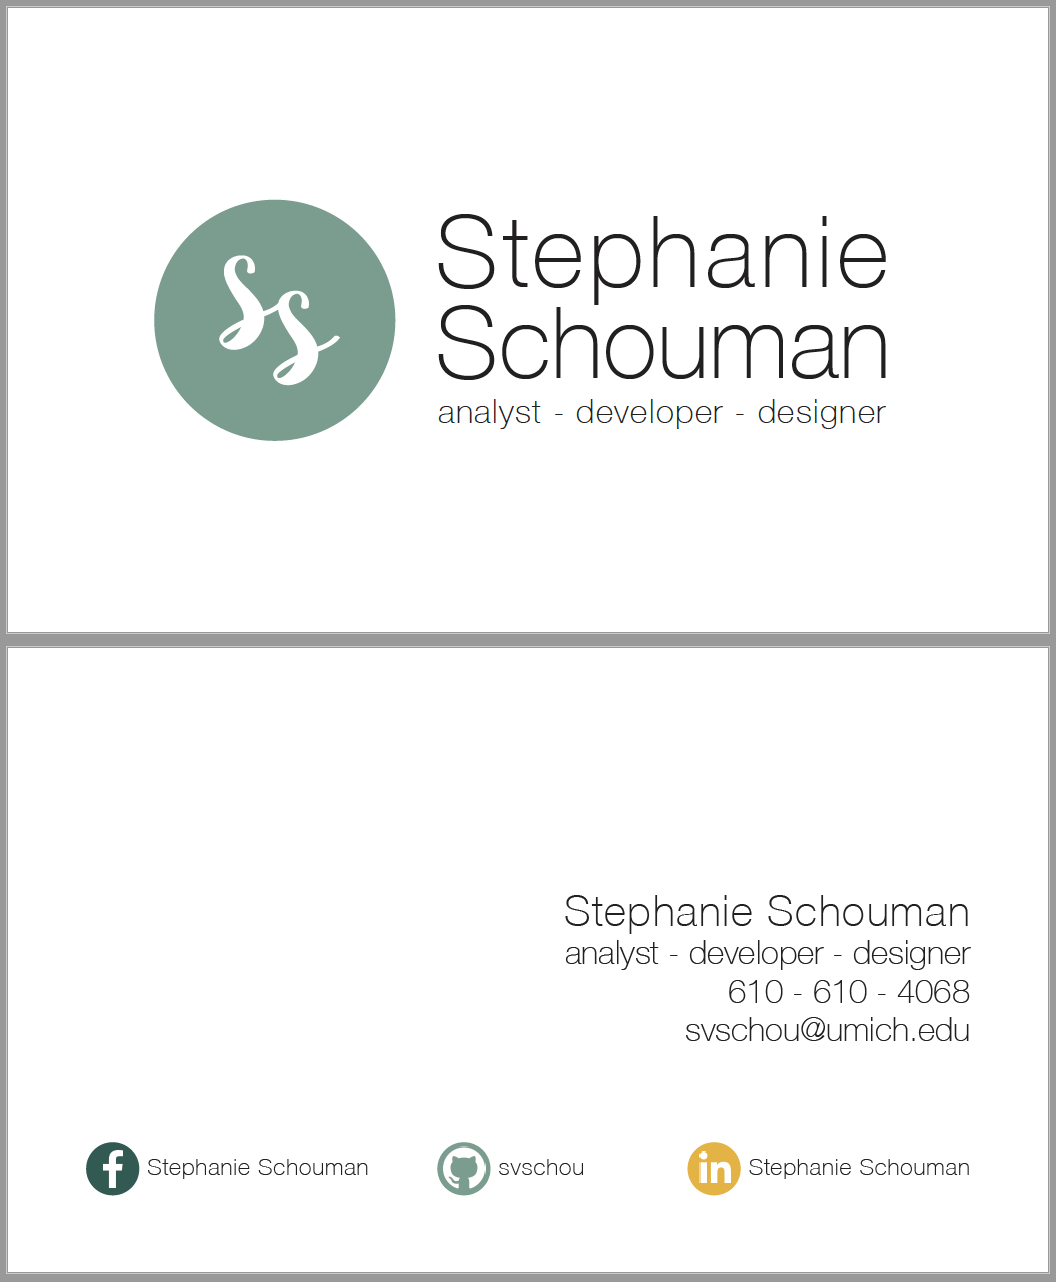 SS
Stephanie
Schouman
analyst - developer - designer
Stephanie Schouman
analyst - developer - designer
610 - 610 - 4068
svschou@umich.edu
f Stephanie Schouman
svschou
in Stephanie Schouman